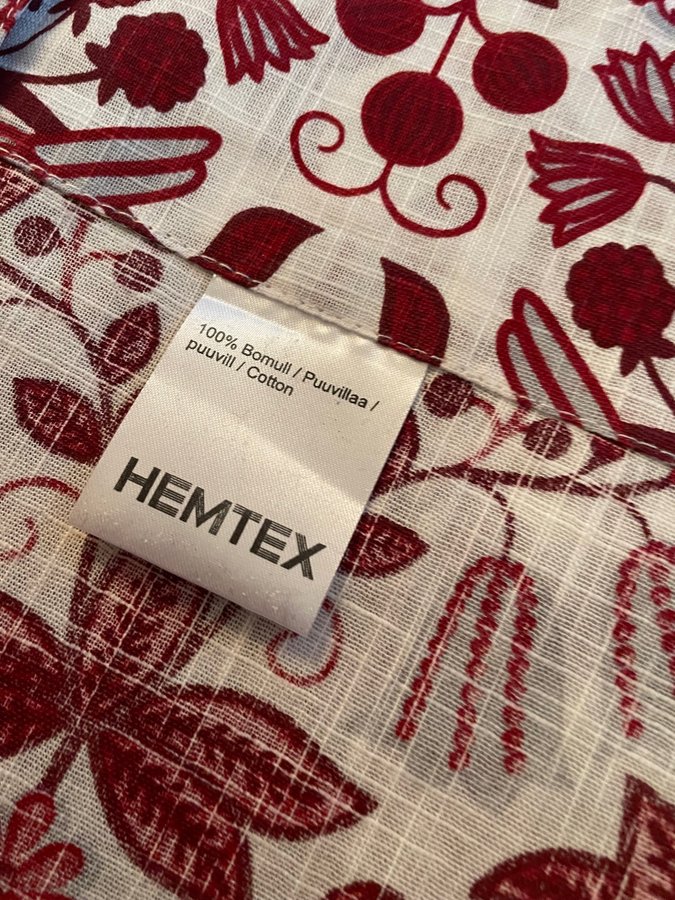 100% Bomull / Puuvillaa /
puuvill / Cotton
HEMTEX